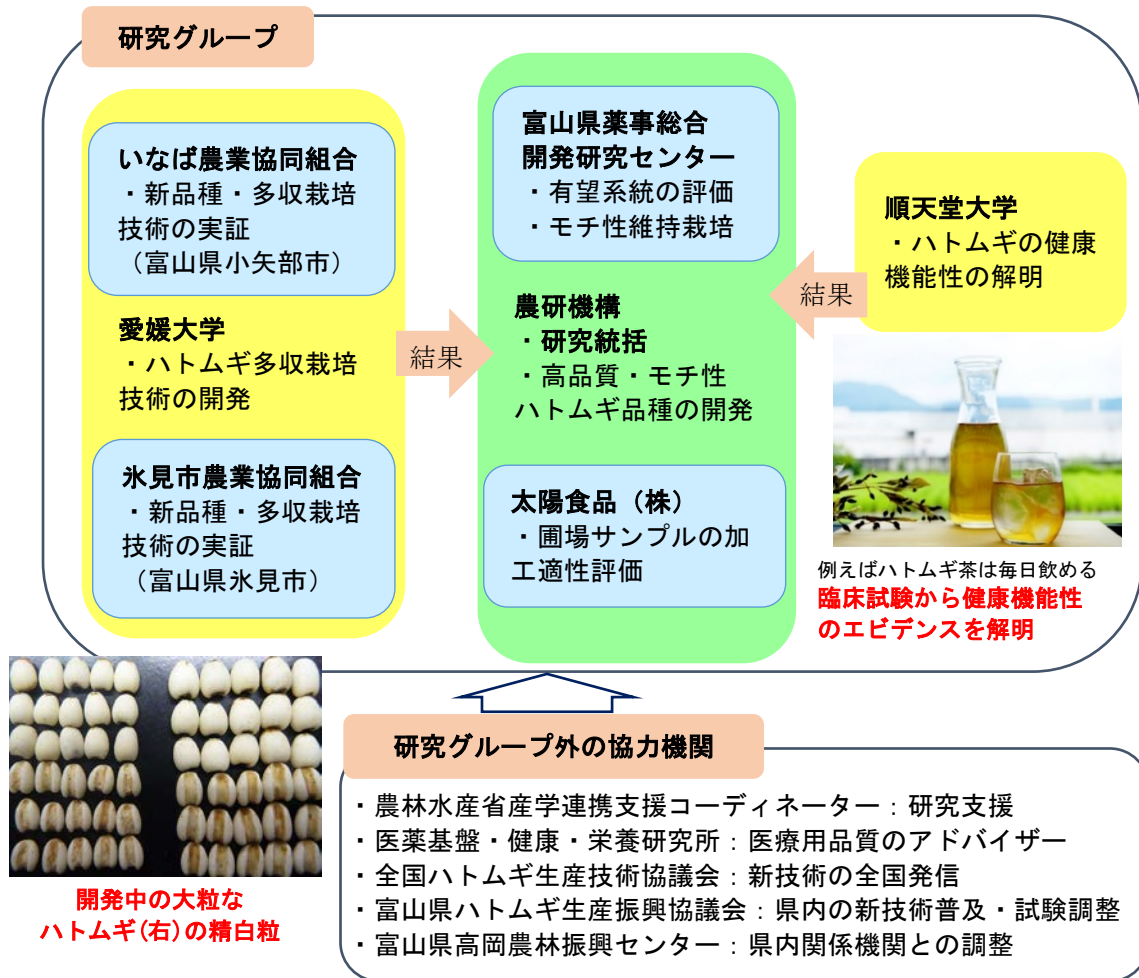 研究グループ
いなば農業協同組合
・新品種・多収栽培
技術の実証
（富山県小矢部市）
愛媛大学
・ハトムギ多収栽培
技術の開発
氷見市農業協同組合
・新品種・多収栽培
技術の実証
（富山県氷見市）
結果
富山県薬事総合
開発研究センター
・有望系統の評価
・モチ性維持栽培
農研機構
・研究統括
・高品質・モチ性
ハトムギ品種の開発
太陽食品（株）
・圃場サンプルの加
工適性評価
結果
順天堂大学
・ハトムギの健康
機能性の解明
例えばハトムギ茶は毎日飲める
臨床試験から健康機能性
のエビデンスを解明
開発中の大粒な
ハトムギ(右)の精白粒
研究グループ外の協力機関
・農林水産省産学連携支援コーディネーター：研究支援
・医薬基盤・健康・栄養研究所：医療用品質のアドバイザー
・全国ハトムギ生産技術協議会：新技術の全国発信
・富山県ハトムギ生産振興協議会：県内の新技術普及・試験調整
・富山県高岡農林振興センター：県内関係機関との調整